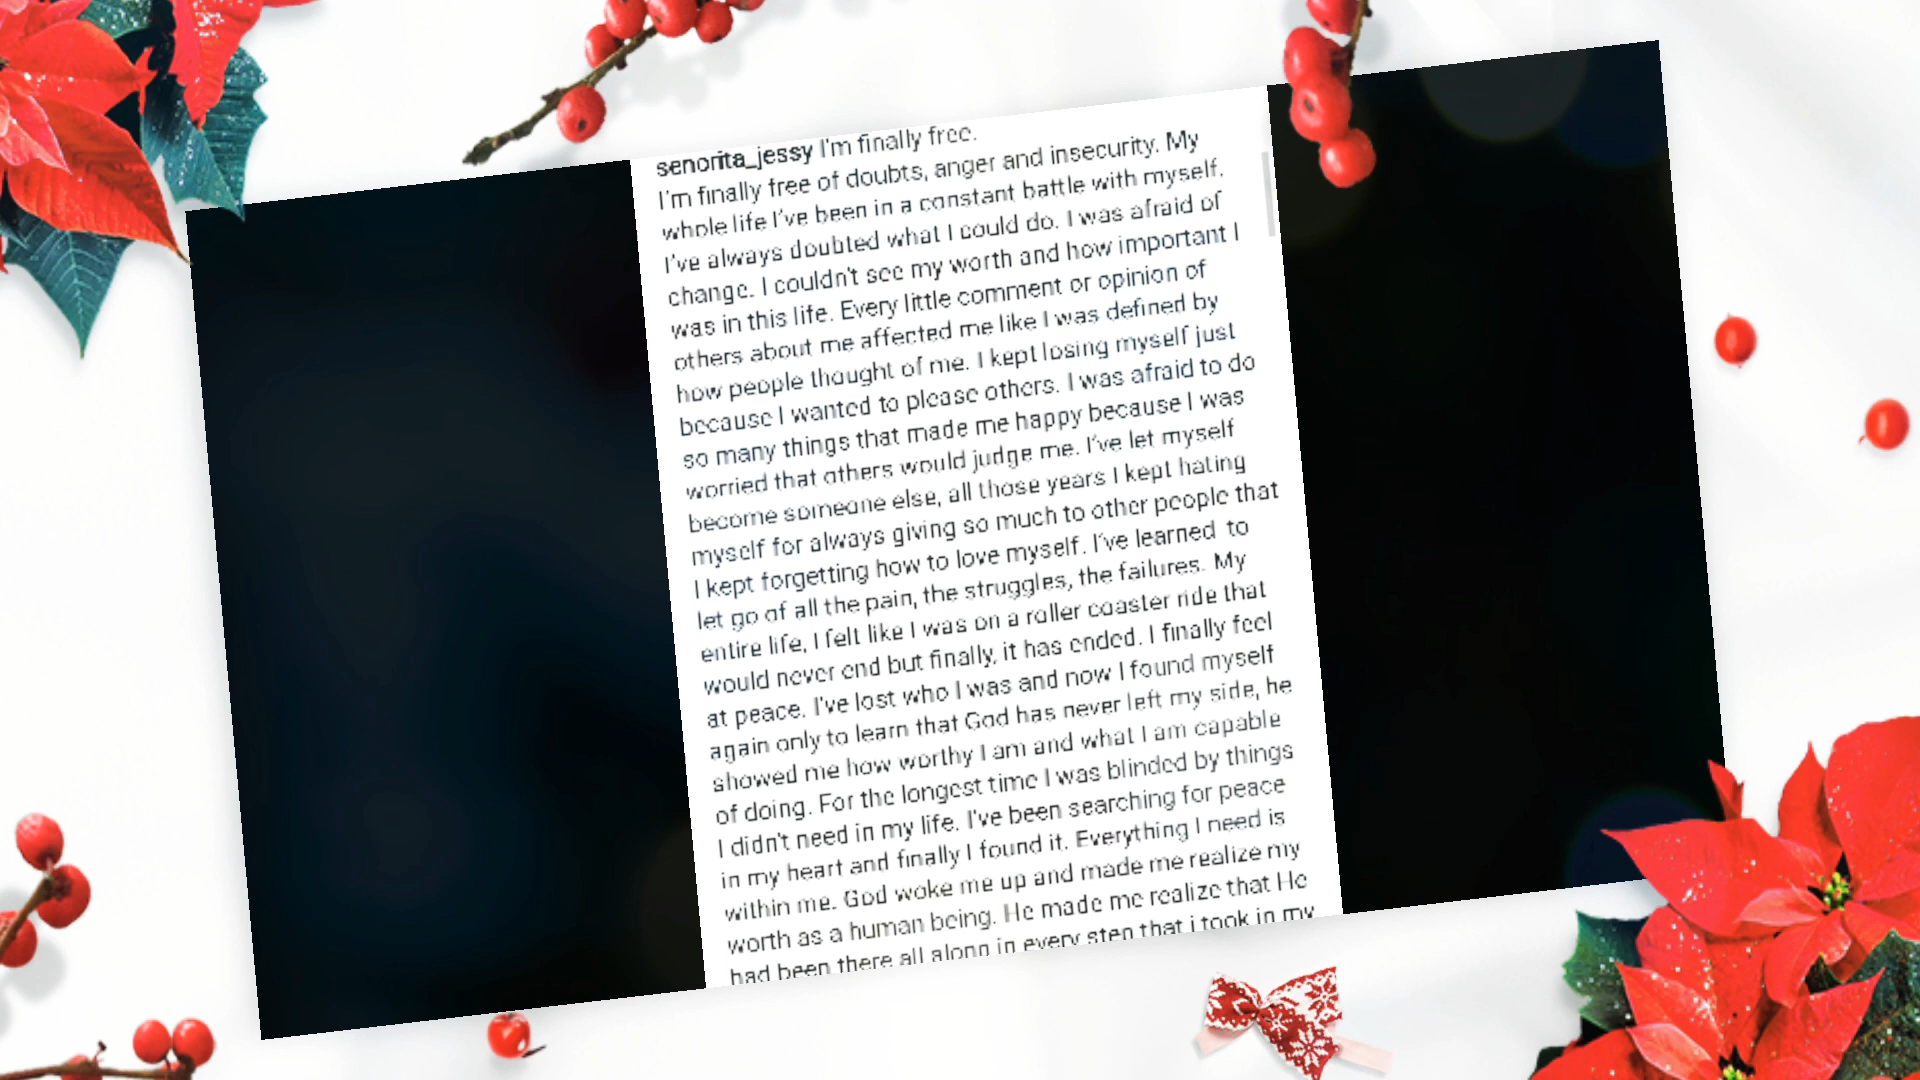 senorita_jessy I'm finally free.
I'm finally free of doubts, anger and insecurity. My
whole life I've been in a constant battle with myself.
I've always doubted what I could do. I was afraid of
change. I couldn't see my worth and how important I
was in this life. Every little comment or opinion of
others about me affected me like I was defined by
how people thought of me. I kept losing myself just
because I wanted to please others. I was afraid to do
so many things that made me happy because I was
worried that others would judge me. I've let myself
become someone else, all those years I kept hating
myself for always giving so much to other people that
I kept forgetting how to love myself. I've learned to
let go of all the pain, the struggles, the failures. My
entire life, I felt like I was on a roller coaster ride that
would never end but finally, it has ended. I finally feel
at peace. I've lost who I was and now I found myself
again only to learn that God has never left my side, he
showed me how worthy I am and what I am capable
of doing. For the longest time I was blinded by things
I didn't need in my life. I've been searching for peace
in my heart and finally I found it. Everything I need is
within me. God woke me up and made me realize my
worth as a human being. He made me realize that He
had been there all along in every step that i took in my